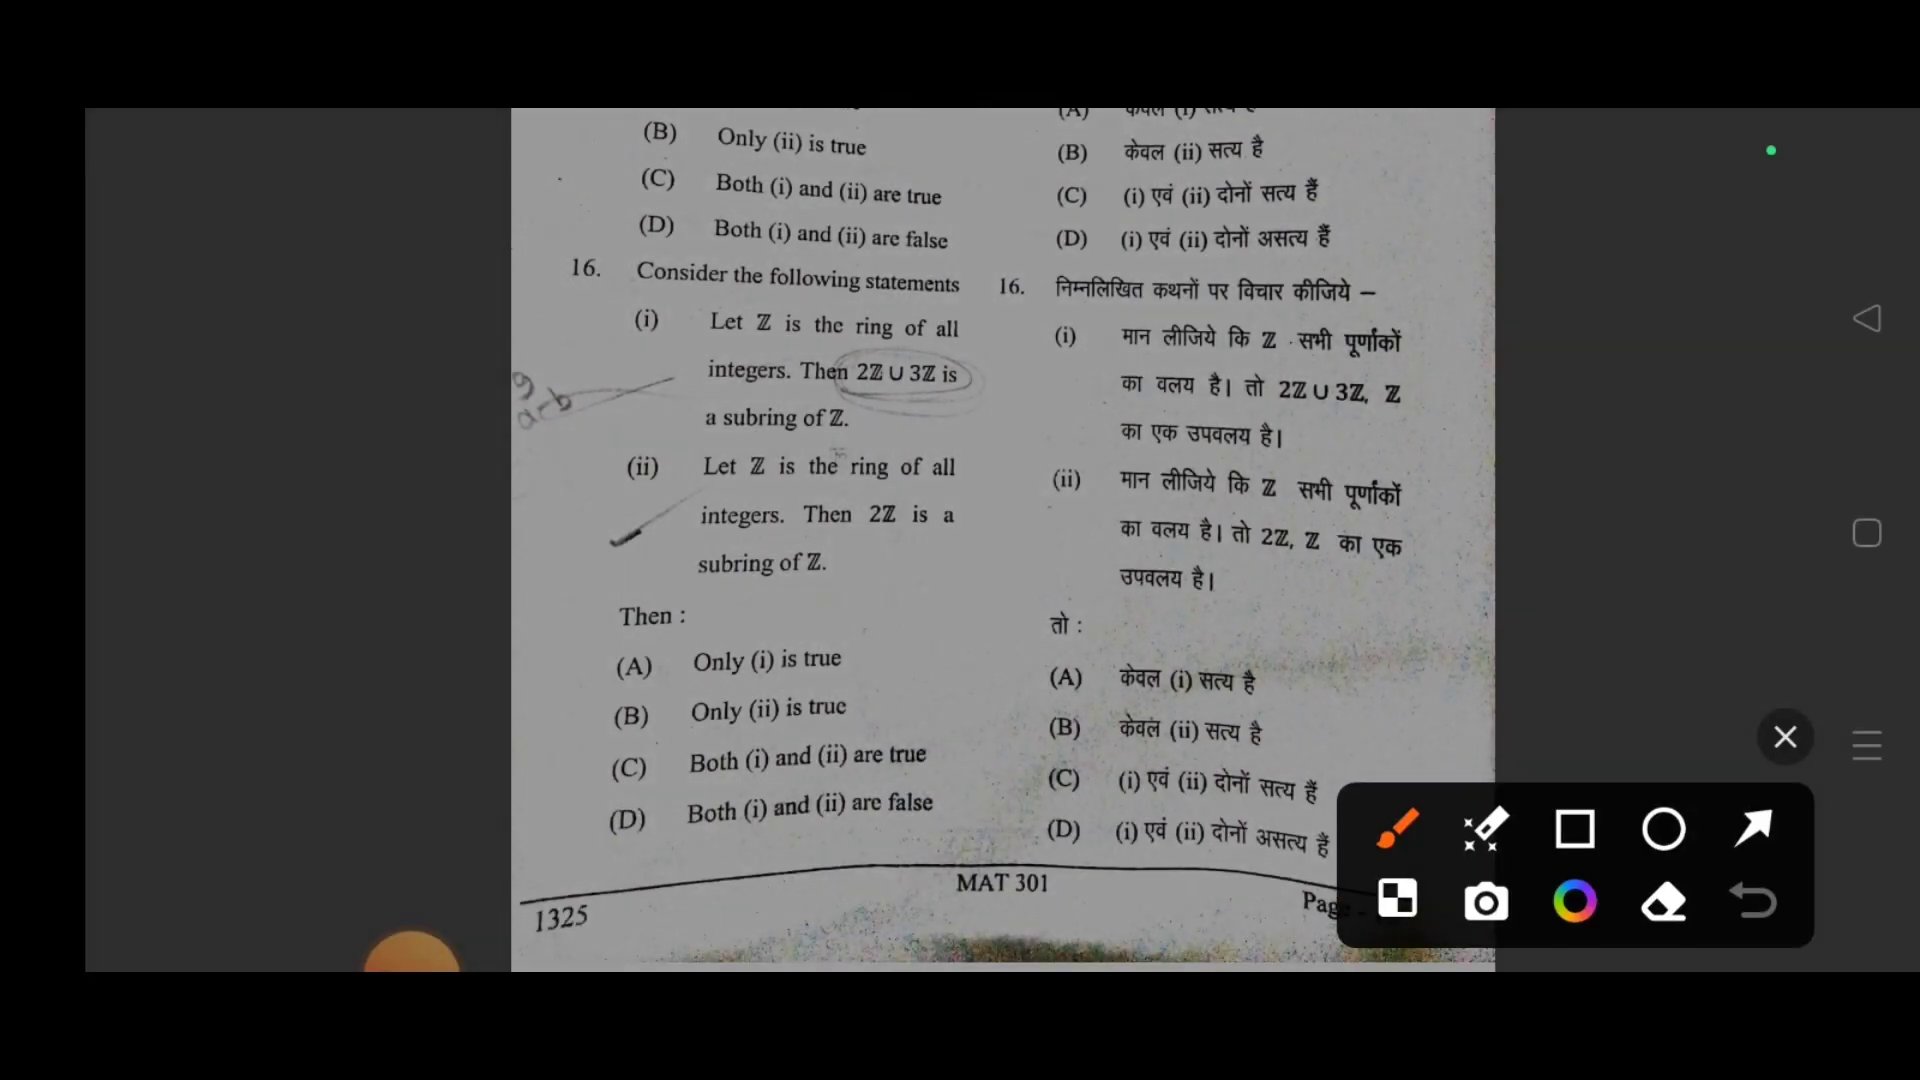 (B) Only (ii) is true
(C) Both (i) and (ii) are true
(D) Both (i) and (ii) are false
16. Consider the following statements
(i) Let ℤ is the ring of all
integers. Then 2ℤ ∪ 3ℤ is
a subring of ℤ.
(ii) Let ℤ is the ring of all
integers. Then 2ℤ is a
subring of ℤ.
Then :
(A) Only (i) is true
(B) Only (ii) is true
(C) Both (i) and (ii) are true
(D) Both (i) and (ii) are false
a-b
(A) केवल (i) सत्य है
(B) केवल (ii) सत्य है
(C) (i) एवं (ii) दोनों सत्य हैं
(D) (i) एवं (ii) दोनों असत्य हैं
16. निम्नलिखित कथनों पर विचार कीजिये –
(i) मान लीजिये कि ℤ सभी पूर्णांकों
का वलय है। तो 2ℤ ∪ 3ℤ, ℤ
का एक उपवलय है।
(ii) मान लीजिये कि ℤ सभी पूर्णांकों
का वलय है। तो 2ℤ, ℤ का एक
उपवलय है।
तो :
(A) केवल (i) सत्य है
(B) केवल (ii) सत्य है
(C) (i) एवं (ii) दोनों सत्य हैं
(D) (i) एवं (ii) दोनों असत्य हैं
1325 MAT 301 Page -